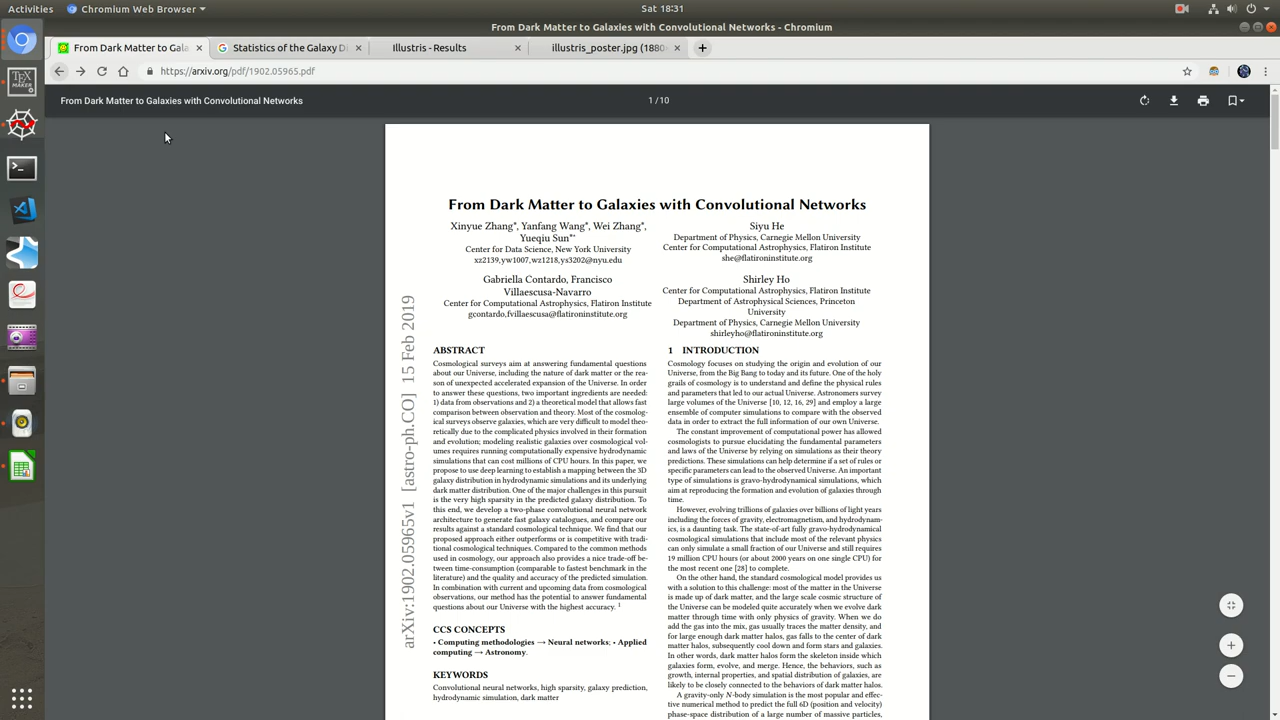 Activities
Chromium Web Browser
Sat 18:31
From Dark Matter to Galaxies with Convolutional Networks - Chromium
From Dark Matter to Gala
Statistics of the Galaxy D
Illustris - Results
illustris_poster.jpg (1880
https://arxiv.org/pdf/1902.05965.pdf
From Dark Matter to Galaxies with Convolutional Networks
1 / 10
From Dark Matter to Galaxies with Convolutional Networks
Xinyue Zhang*, Yanfang Wang*, Wei Zhang*,
Yueqiu Sun*
Center for Data Science, New York University
xz2139,yw1007,wz1218,ys3202@nyu.edu
Siyu He
Department of Physics, Carnegie Mellon University
Center for Computational Astrophysics, Flatiron Institute
she@flatironinstitute.org
Gabriella Contardo, Francisco
Villaescusa-Navarro
Center for Computational Astrophysics, Flatiron Institute
gcontardo,fvillaescusa@flatironinstitute.org
Shirley Ho
Center for Computational Astrophysics, Flatiron Institute
Department of Astrophysical Sciences, Princeton
University
Department of Physics, Carnegie Mellon University
shirleyho@flatironinstitute.org
arXiv:1902.05965v1 [astro-ph.CO] 15 Feb 2019
ABSTRACT
Cosmological surveys aim at answering fundamental questions
about our Universe, including the nature of dark matter or the rea-
son of unexpected accelerated expansion of the Universe. In order
to answer these questions, two important ingredients are needed:
1) data from observations and 2) a theoretical model that allows fast
comparison between observation and theory. Most of the cosmolog-
ical surveys observe galaxies, which are very difficult to model theo-
retically due to the complicated physics involved in their formation
and evolution; modeling realistic galaxies over cosmological vol-
umes requires running computationally expensive hydrodynamic
simulations that can cost millions of CPU hours. In this paper, we
propose to use deep learning to establish a mapping between the 3D
galaxy distribution in hydrodynamic simulations and its underlying
dark matter distribution. One of the major challenges in this pursuit
is the very high sparsity in the predicted galaxy distribution. To
this end, we develop a two-phase convolutional neural network
architecture to generate fast galaxy catalogues, and compare our
results against a standard cosmological technique. We find that our
proposed approach either outperforms or is competitive with tradi-
tional cosmological techniques. Compared to the common methods
used in cosmology, our approach also provides a nice trade-off be-
tween time-consumption (comparable to fastest benchmark in the
literature) and the quality and accuracy of the predicted simulation.
In combination with current and upcoming data from cosmological
observations, our method has the potential to answer fundamental
questions about our Universe with the highest accuracy. 1
CCS CONCEPTS
• Computing methodologies → Neural networks; • Applied
computing → Astronomy.
KEYWORDS
Convolutional neural networks, high sparsity, galaxy prediction,
hydrodynamic simulation, dark matter
1 INTRODUCTION
Cosmology focuses on studying the origin and evolution of our
Universe, from the Big Bang to today and its future. One of the holy
grails of cosmology is to understand and define the physical rules
and parameters that led to our actual Universe. Astronomers survey
large volumes of the Universe [10, 12, 16, 29] and employ a large
ensemble of computer simulations to compare with the observed
data in order to extract the full information of our own Universe.
The constant improvement of computational power has allowed
cosmologists to pursue elucidating the fundamental parameters
and laws of the Universe by relying on simulations as their theory
predictions. These simulations can help determine if a set of rules or
specific parameters can lead to the observed Universe. An important
type of simulations is gravo-hydrodynamical simulations, which
aim at reproducing the formation and evolution of galaxies through
time.
However, evolving trillions of galaxies over billions of light years
including the forces of gravity, electromagnetism, and hydrodynam-
ics, is a daunting task. The state-of-art fully gravo-hydrodynamical
cosmological simulations that include most of the relevant physics
can only simulate a small fraction of our Universe and still requires
19 million CPU hours (or about 2000 years on one single CPU) for
the most recent one [28] to complete.
On the other hand, the standard cosmological model provides us
with a solution to this challenge: most of the matter in the Universe
is made up of dark matter, and the large scale cosmic structure of
the Universe can be modeled quite accurately when we evolve dark
matter through time with only physics of gravity. When we do
add the gas into the mix, gas usually traces the matter density, and
for large enough dark matter halos, gas falls to the center of dark
matter halos, subsequently cool down and form stars and galaxies.
In other words, dark matter halos form the skeleton inside which
galaxies form, evolve, and merge. Hence, the behaviors, such as
growth, internal properties, and spatial distribution of galaxies, are
likely to be closely connected to the behaviors of dark matter halos.
A gravity-only N-body simulation is the most popular and effec-
tive numerical method to predict the full 6D (position and velocity)
phase-space distribution of a large number of massive particles,